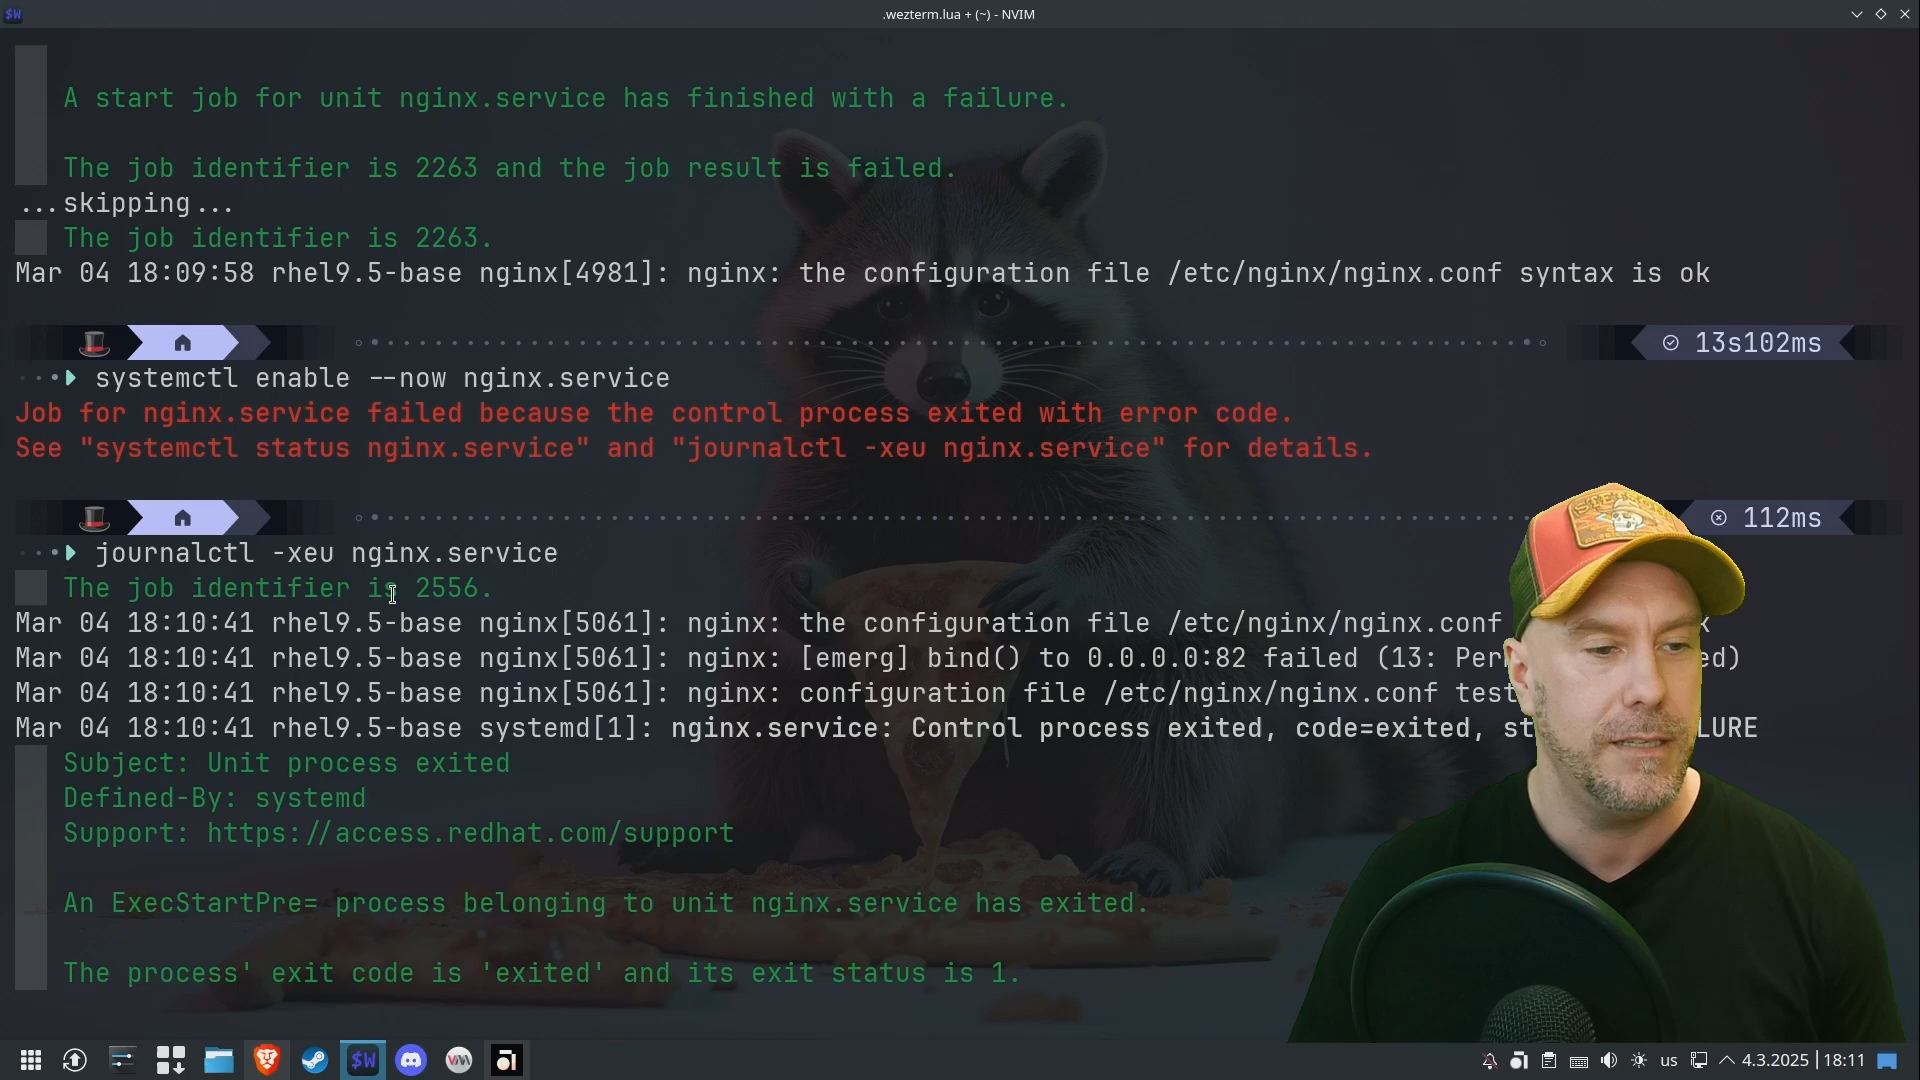 $W
.wezterm.lua + (~) - NVIM
A start job for unit nginx.service has finished with a failure.
The job identifier is 2263 and the job result is failed.
...skipping...
The job identifier is 2263.
Mar 04 18:09:58 rhel9.5-base nginx[4981]: nginx: the configuration file /etc/nginx/nginx.conf syntax is ok
13s102ms
systemctl enable --now nginx.service
Job for nginx.service failed because the control process exited with error code.
See "systemctl status nginx.service" and "journalctl -xeu nginx.service" for details.
112ms
journalctl -xeu nginx.service
The job identifier is 2556.
Mar 04 18:10:41 rhel9.5-base nginx[5061]: nginx: the configuration file /etc/nginx/nginx.conf
Mar 04 18:10:41 rhel9.5-base nginx[5061]: nginx: [emerg] bind() to 0.0.0.0:82 failed (13: Per ed)
Mar 04 18:10:41 rhel9.5-base nginx[5061]: nginx: configuration file /etc/nginx/nginx.conf test
Mar 04 18:10:41 rhel9.5-base systemd[1]: nginx.service: Control process exited, code=exited, st LURE
Subject: Unit process exited
Defined-By: systemd
Support: https://access.redhat.com/support
An ExecStartPre= process belonging to unit nginx.service has exited.
The process' exit code is 'exited' and its exit status is 1.
$W
us
4.3.2025 | 18:11